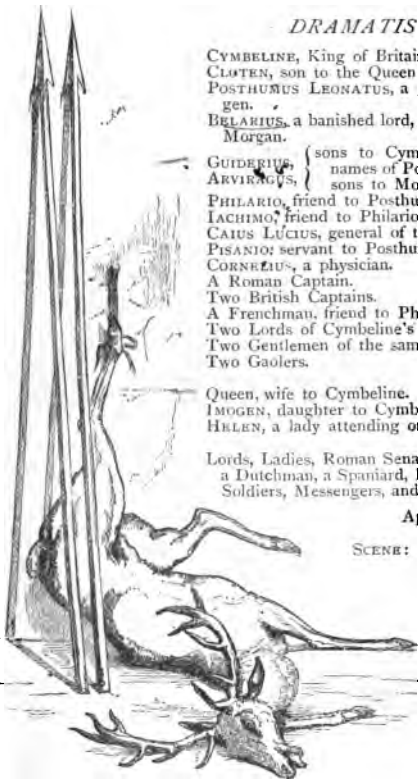 DRAMATIS
CYMBELINE, King of Britai
CLOTEN, son to the Queen
POSTHUMUS LEONATUS, a
gen.
BELARIUS, a banished lord,
Morgan.
GUIDERIUS, { sons to Cym
ARVIRAGUS, { names of Po
sons to Mo
PHILARIO, friend to Posthu
IACHIMO, friend to Philario
CAIUS LUCIUS, general of t
PISANIO, servant to Posthu
CORNELIUS, a physician.
A Roman Captain.
Two British Captains.
A Frenchman, friend to Ph
Two Lords of Cymbeline's
Two Gentlemen of the sam
Two Gaolers.
Queen, wife to Cymbeline.
IMOGEN, daughter to Cymb
HELEN, a lady attending o
Lords, Ladies, Roman Sena
a Dutchman, a Spaniard,
Soldiers, Messengers, and
Ap
SCENE: